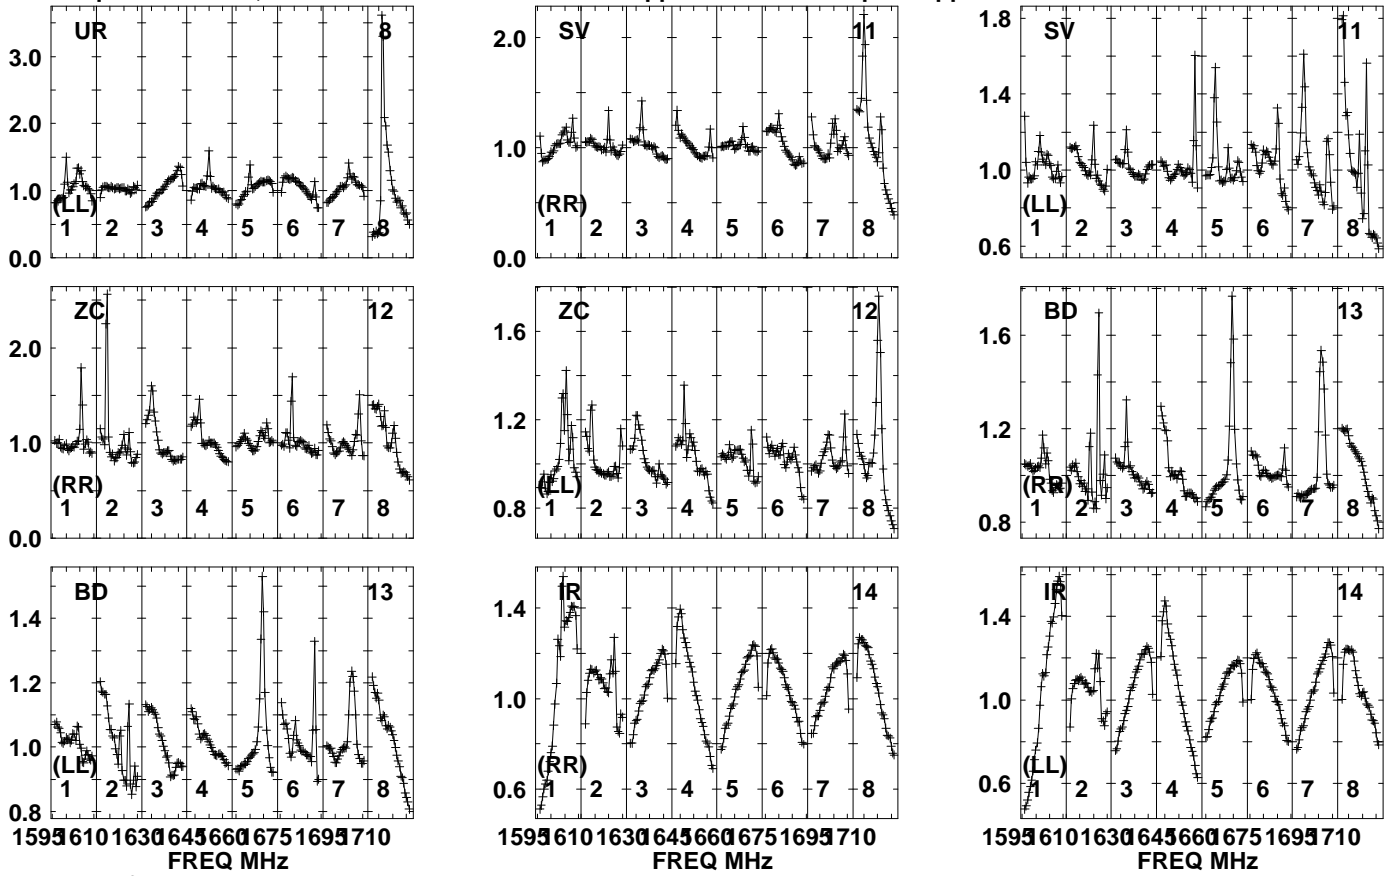 UR 8
3.0
2.0
1.0
0.0
(LL)
1 2 3 4 5 6 7 8
SV 11
2.0
1.0
0.0
(RR)
1 2 3 4 5 6 7 8
SV 11
1.8
1.4
1.0
0.6
(LL)
1 2 3 4 5 6 7 8
ZC 12
2.0
1.0
0.0
(RR)
1 2 3 4 5 6 7 8
ZC 12
1.6
1.2
0.8
(LL)
1 2 3 4 5 6 7 8
BD 13
1.6
1.2
0.8
(RR)
1 2 3 4 5 6 7 8
BD 13
1.4
1.2
1.0
0.8
(LL)
1 2 3 4 5 6 7 8
1595 1610 1630 1645 1660 1675 1695 1710
FREQ MHz
IR 14
1.4
1.0
0.6
(RR)
1 2 3 4 5 6 7 8
1595 1610 1630 1645 1660 1675 1695 1710
FREQ MHz
IR 14
1.4
1.0
0.6
(LL)
1 2 3 4 5 6 7 8
1595 1610 1630 1645 1660 1675 1695 1710
FREQ MHz